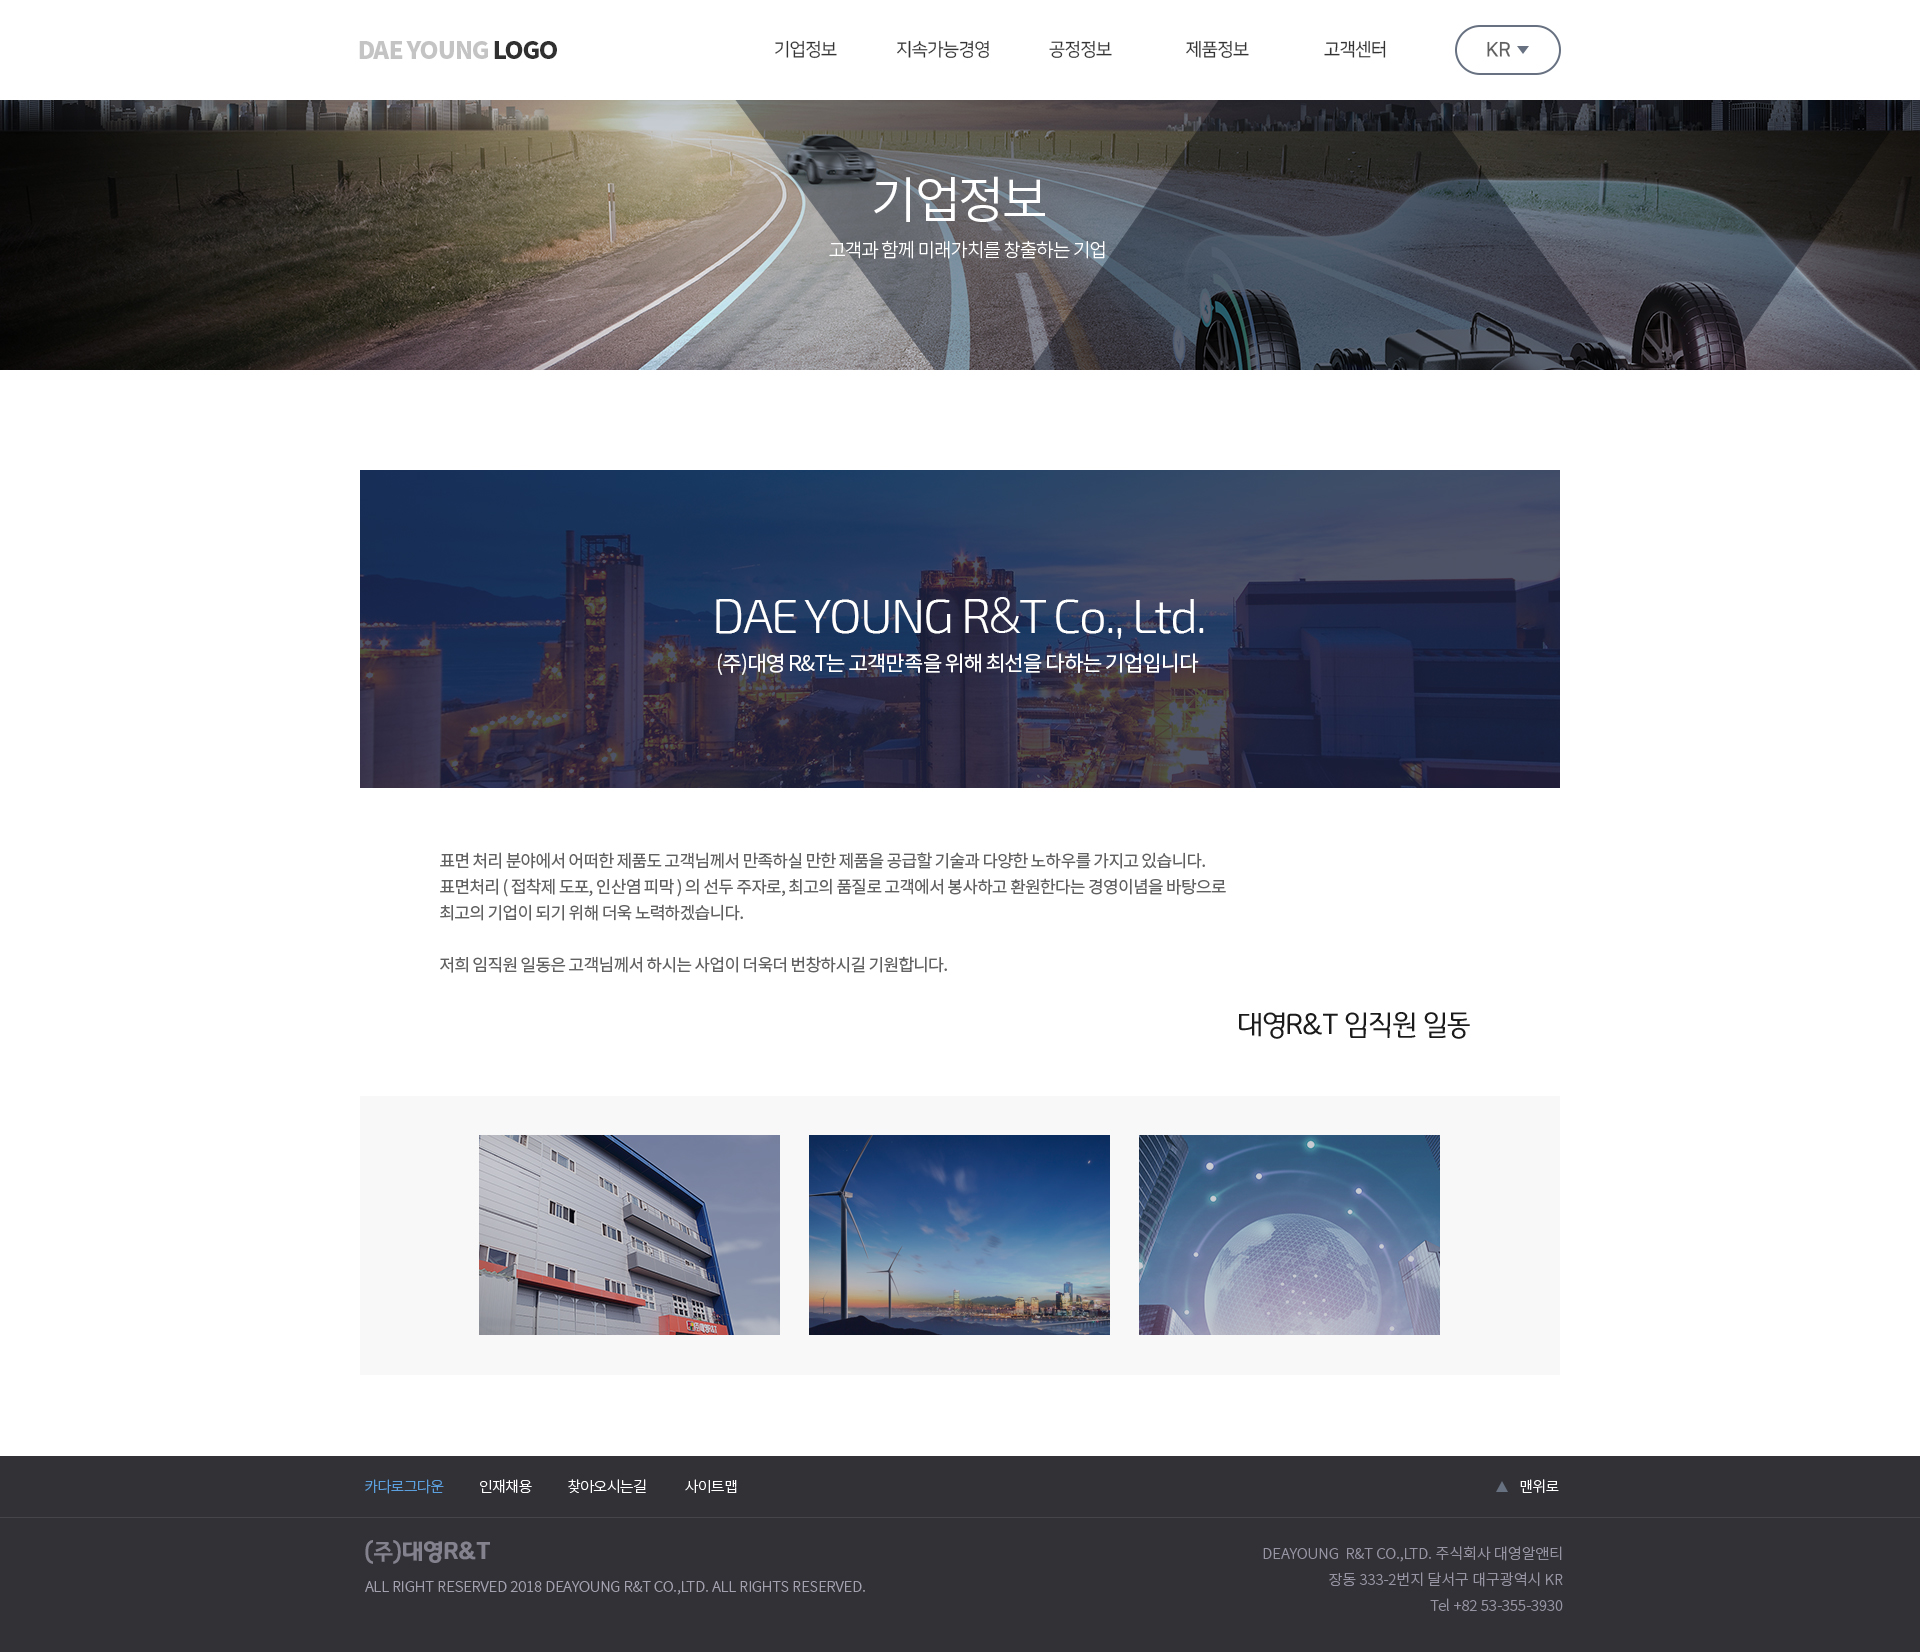 DAE YOUNG LOGO
기업정보 지속가능경영 공정정보 제품정보 고객센터 KR
기업정보
고객과 함께 미래가치를 창출하는 기업
DAE YOUNG R&T Co., Ltd.
(주)대영 R&T는 고객만족을 위해 최선을 다하는 기업입니다
표면 처리 분야에서 어떠한 제품도 고객님께서 만족하실 만한 제품을 공급할 기술과 다양한 노하우를 가지고 있습니다.
표면처리 ( 접착제 도포, 인산염 피막 ) 의 선두 주자로, 최고의 품질로 고객에서 봉사하고 환원한다는 경영이념을 바탕으로
최고의 기업이 되기 위해 더욱 노력하겠습니다.
저희 임직원 일동은 고객님께서 하시는 사업이 더욱더 번창하시길 기원합니다.
대영R&T 임직원 일동
카다로그다운 인재채용 찾아오시는길 사이트맵 ▲ 맨위로
(주)대영R&T
ALL RIGHT RESERVED 2018 DEAYOUNG R&T CO.,LTD. ALL RIGHTS RESERVED.
DEAYOUNG R&T CO.,LTD. 주식회사 대영알앤티
장동 333-2번지 달서구 대구광역시 KR
Tel +82 53-355-3930